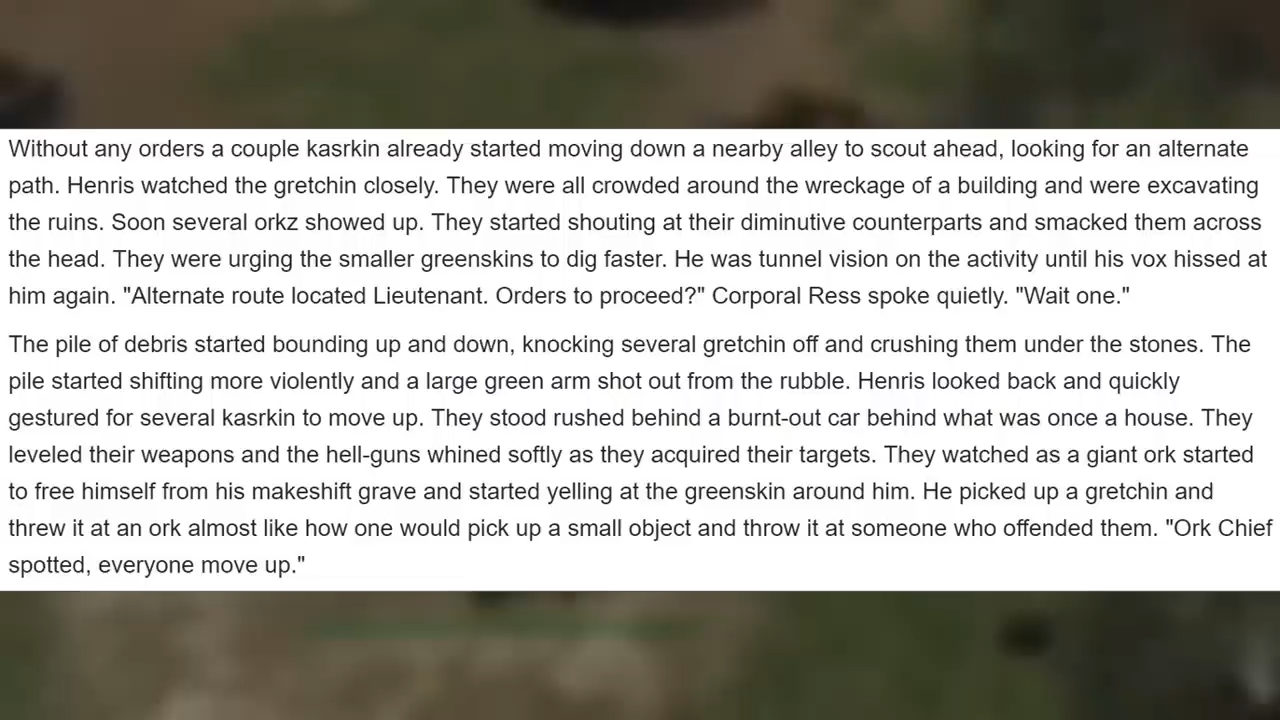 Without any orders a couple kasrkin already started moving down a nearby alley to scout ahead, looking for an alternate
path. Henris watched the gretchin closely. They were all crowded around the wreckage of a building and were excavating
the ruins. Soon several orkz showed up. They started shouting at their diminutive counterparts and smacked them across
the head. They were urging the smaller greenskins to dig faster. He was tunnel vision on the activity until his vox hissed at
him again. "Alternate route located Lieutenant. Orders to proceed?" Corporal Ress spoke quietly. "Wait one."
The pile of debris started bounding up and down, knocking several gretchin off and crushing them under the stones. The
pile started shifting more violently and a large green arm shot out from the rubble. Henris looked back and quickly
gestured for several kasrkin to move up. They stood rushed behind a burnt-out car behind what was once a house. They
leveled their weapons and the hell-guns whined softly as they acquired their targets. They watched as a giant ork started
to free himself from his makeshift grave and started yelling at the greenskin around him. He picked up a gretchin and
threw it at an ork almost like how one would pick up a small object and throw it at someone who offended them. "Ork Chief
spotted, everyone move up."